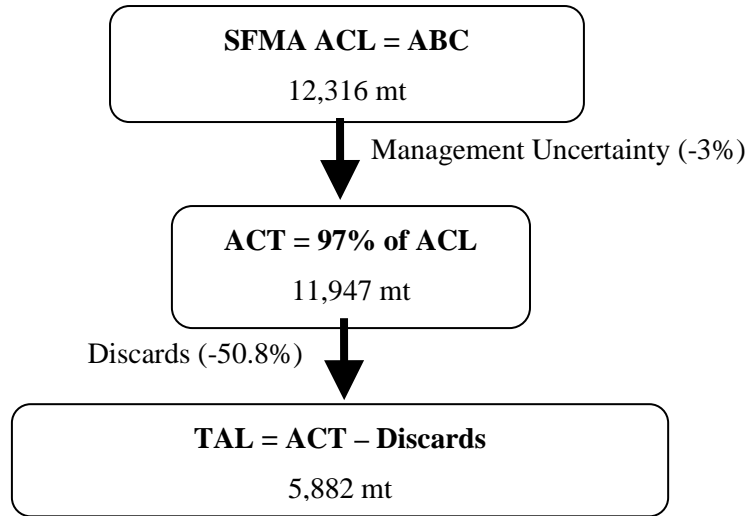 SFMA ACL = ABC
12,316 mt
Management Uncertainty (-3%)
ACT = 97% of ACL
11,947 mt
Discards (-50.8%)
TAL = ACT – Discards
5,882 mt